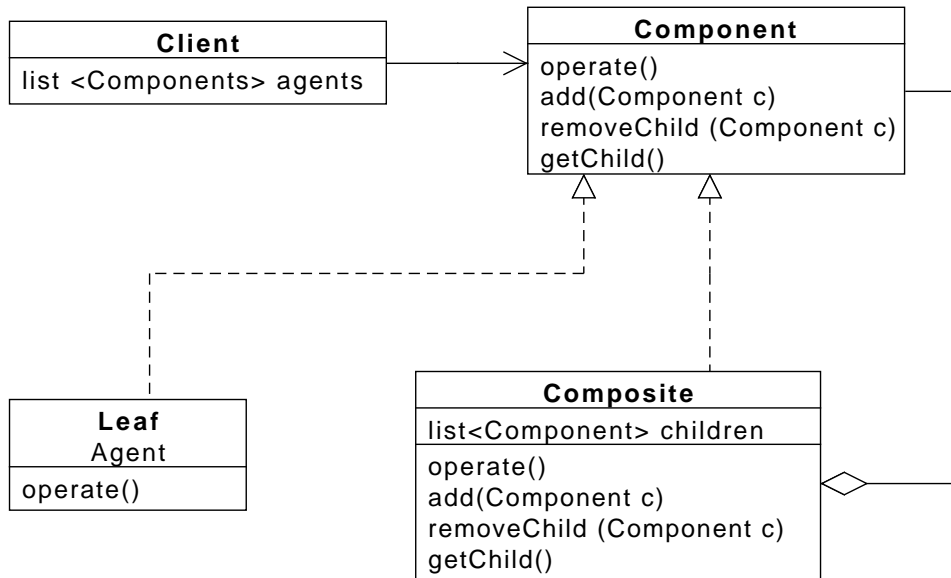 Client
list <Components> agents
Component
operate()
add(Component c)
removeChild (Component c)
getChild()
Leaf
Agent
operate()
Composite
list<Component> children
operate()
add(Component c)
removeChild (Component c)
getChild()